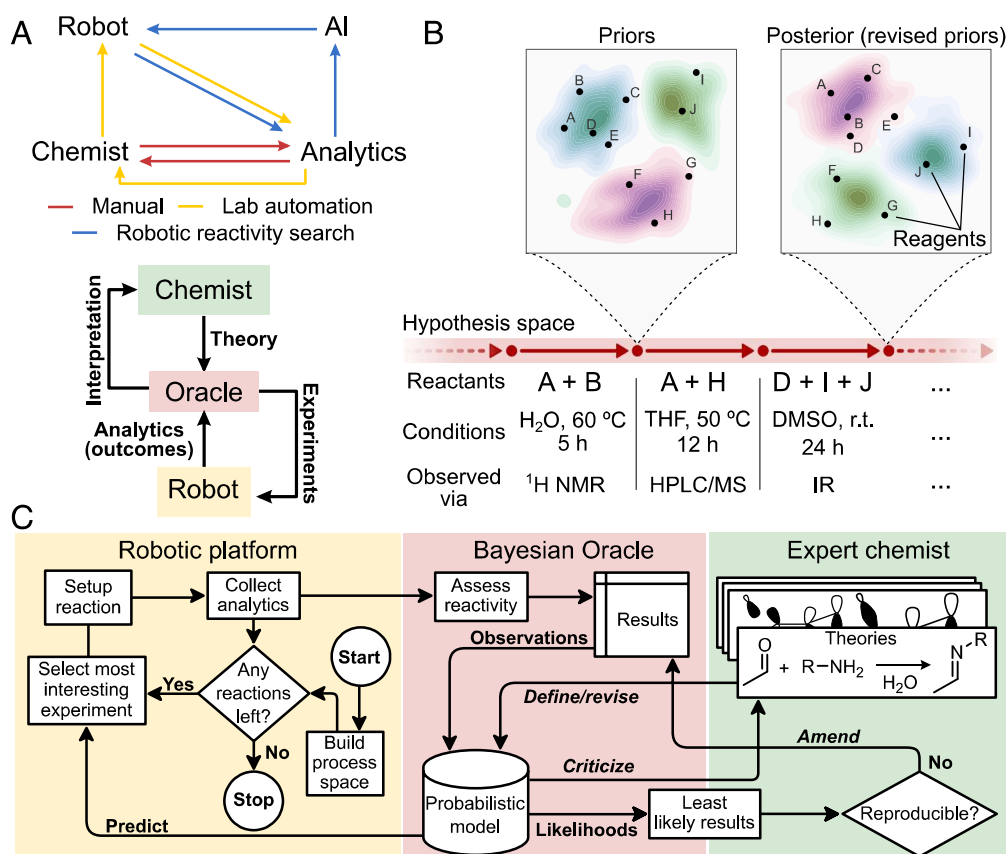 A
Robot
AI
Chemist
Analytics
Manual
Lab automation
Robotic reactivity search
Chemist
Interpretation
Theory
Oracle
Experiments
Analytics
(outcomes)
Robot
B
Priors
Posterior (revised priors)
B
C
A
D
E
I
J
F
G
H
A
C
B
E
D
I
J
F
G
H
Reagents
Hypothesis space
Reactants
A + B
A + H
D + I + J
...
Conditions
H₂O, 60 ºC
5 h
THF, 50 ºC
12 h
DMSO, r.t.
24 h
...
Observed
via
¹H NMR
HPLC/MS
IR
...
C
Robotic platform
Bayesian Oracle
Expert chemist
Setup
reaction
Collect
analytics
Assess
reactivity
Results
Theories
O
+ R–NH₂
H₂O
N
R
Observations
Start
Select most
interesting
experiment
Yes
Any
reactions
left?
No
Build
process
space
Stop
Define/revise
Amend
Criticize
No
Probabilistic
model
Likelihoods
Least
likely results
Reproducible?
Predict